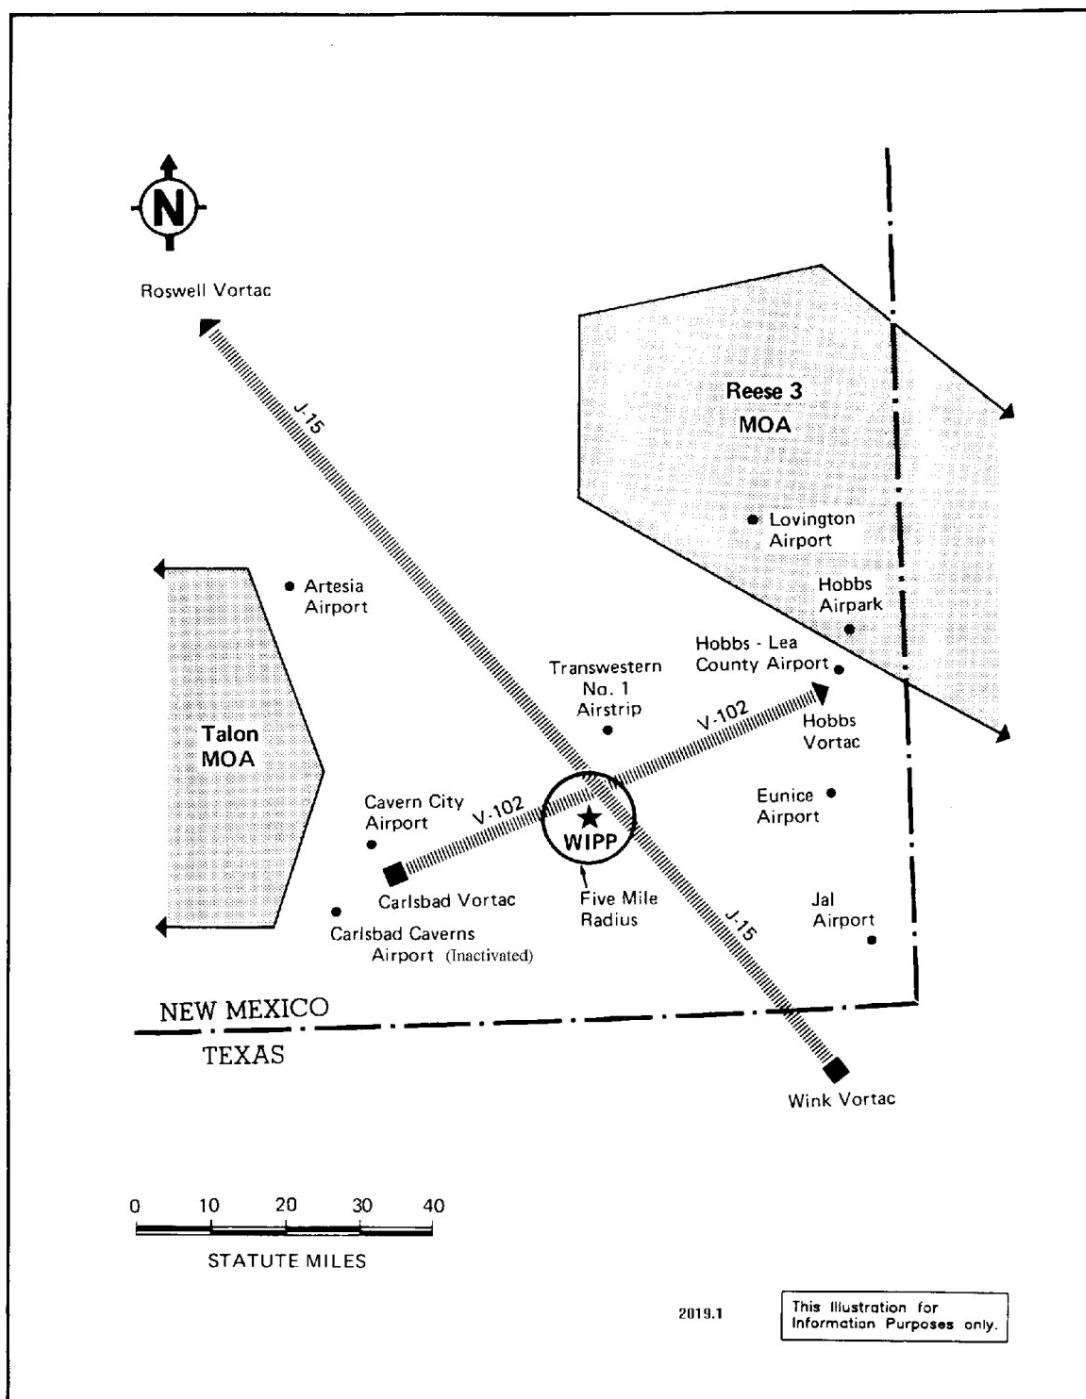 N
Roswell Vortac
J-15
Reese 3
MOA
Lovington
Airport
Artesia
Airport
Hobbs
Airpark
Hobbs - Lea
County Airport
Transwestern
No. 1
Airstrip
V-102
Hobbs
Vortac
Talon
MOA
Cavern City
Airport
V-102
WIPP
Eunice
Airport
Carlsbad Vortac
Five Mile
Radius
J-15
Jal
Airport
Carlsbad Caverns
Airport (Inactivated)
NEW MEXICO
TEXAS
Wink Vortac
0 10 20 30 40
STATUTE MILES
2019.1
This Illustration for
Information Purposes only.